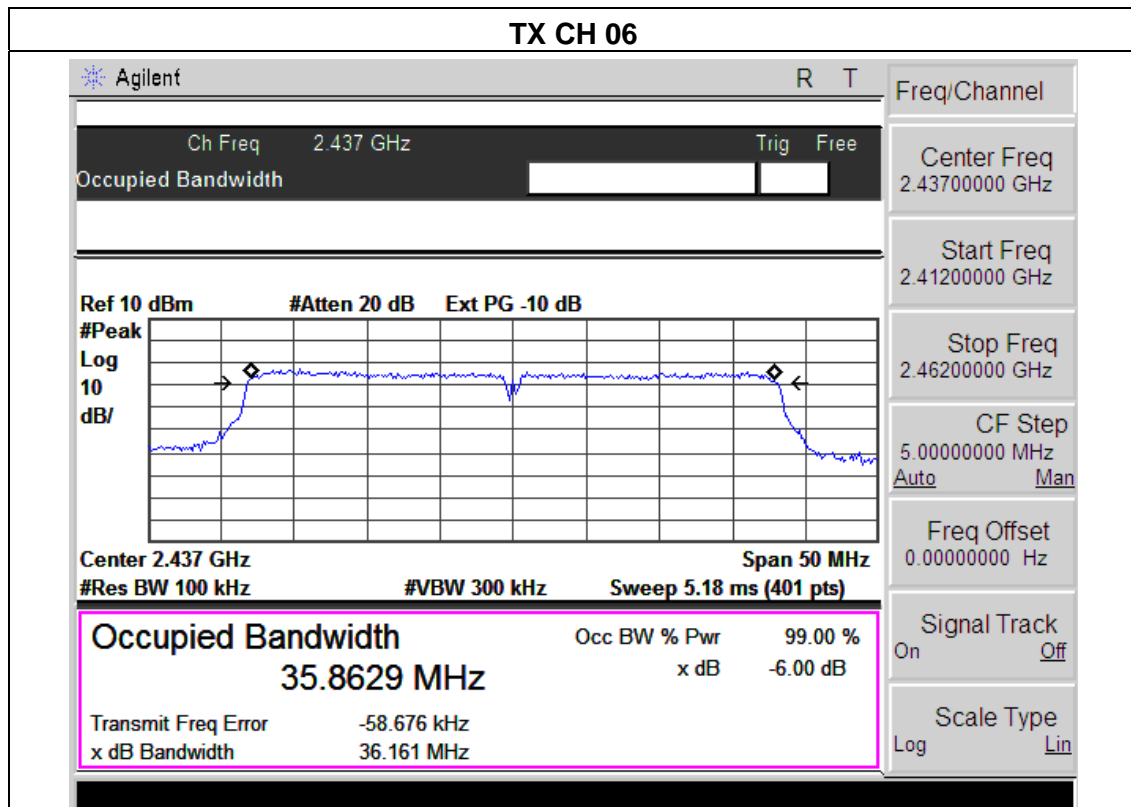 TX CH 06
Agilent R T
Ch Freq 2.437 GHz Trig Free
Occupied Bandwidth
Ref 10 dBm #Atten 20 dB Ext PG -10 dB
#Peak
Log
10
dB/
Center 2.437 GHz Span 50 MHz
#Res BW 100 kHz #VBW 300 kHz Sweep 5.18 ms (401 pts)
Occupied Bandwidth Occ BW % Pwr 99.00 %
35.8629 MHz x dB -6.00 dB
Transmit Freq Error -58.676 kHz
x dB Bandwidth 36.161 MHz
Freq/Channel
Center Freq
2.43700000 GHz
Start Freq
2.41200000 GHz
Stop Freq
2.46200000 GHz
CF Step
5.00000000 MHz
Auto Man
Freq Offset
0.00000000 Hz
Signal Track
On Off
Scale Type
Log Lin